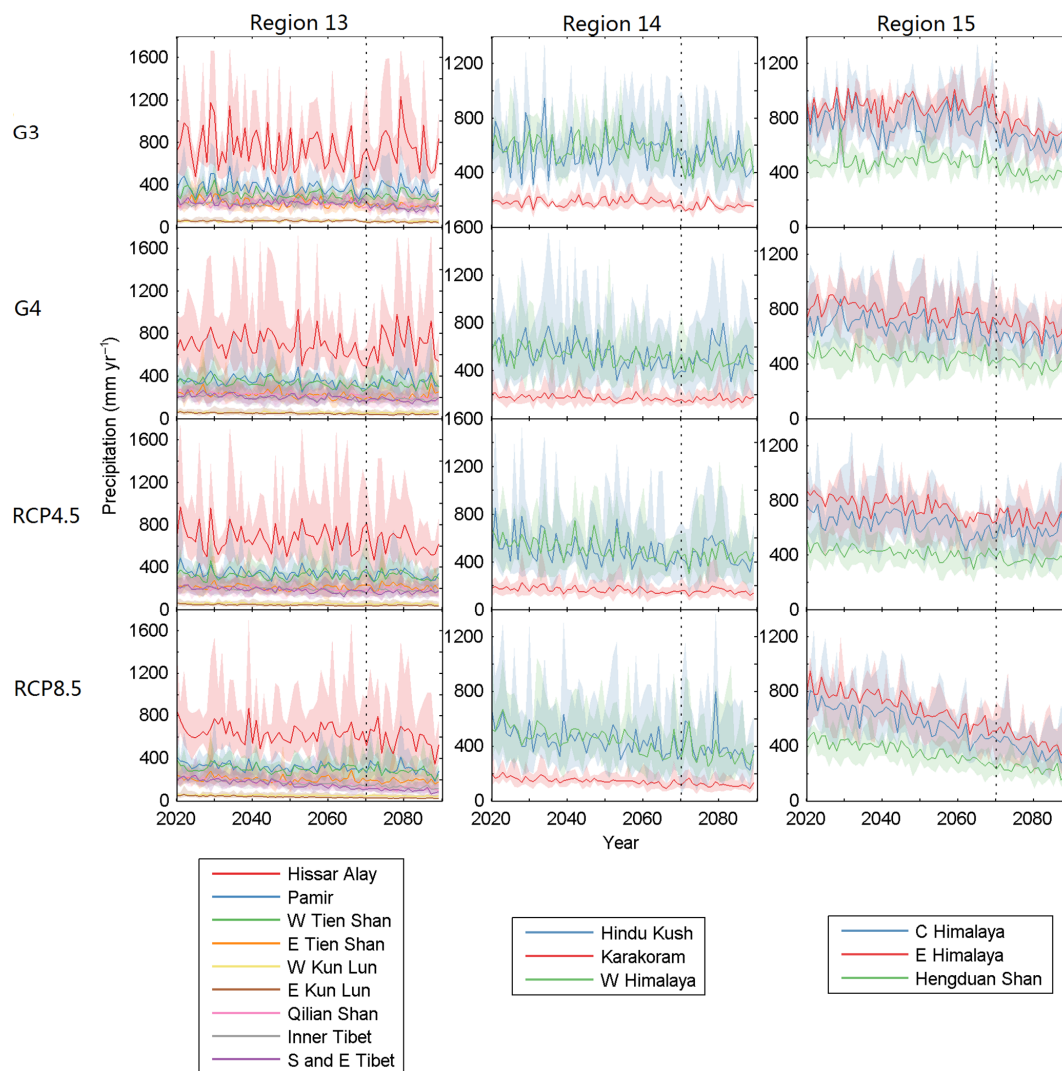 Region 13 Region 14 Region 15
G3
1600
1200
800
400
0
1200
800
400
1600
1200
800
400
0
G4
1600
1200
800
400
0
1200
800
400
1600
1200
800
400
0
RCP4.5
1600
1200
800
400
0
1200
800
400
0
1200
800
400
0
RCP8.5
1600
1200
800
400
0
1200
800
400
0
1200
800
400
0
Precipitation (mm yr⁻¹)
2020 2040 2060 2080 2020 2040 2060 2080 2020 2040 2060 2080
Year
Hissar Alay
Pamir
W Tien Shan
E Tien Shan
W Kun Lun
E Kun Lun
Qilian Shan
Inner Tibet
S and E Tibet
Hindu Kush
Karakoram
W Himalaya
C Himalaya
E Himalaya
Hengduan Shan